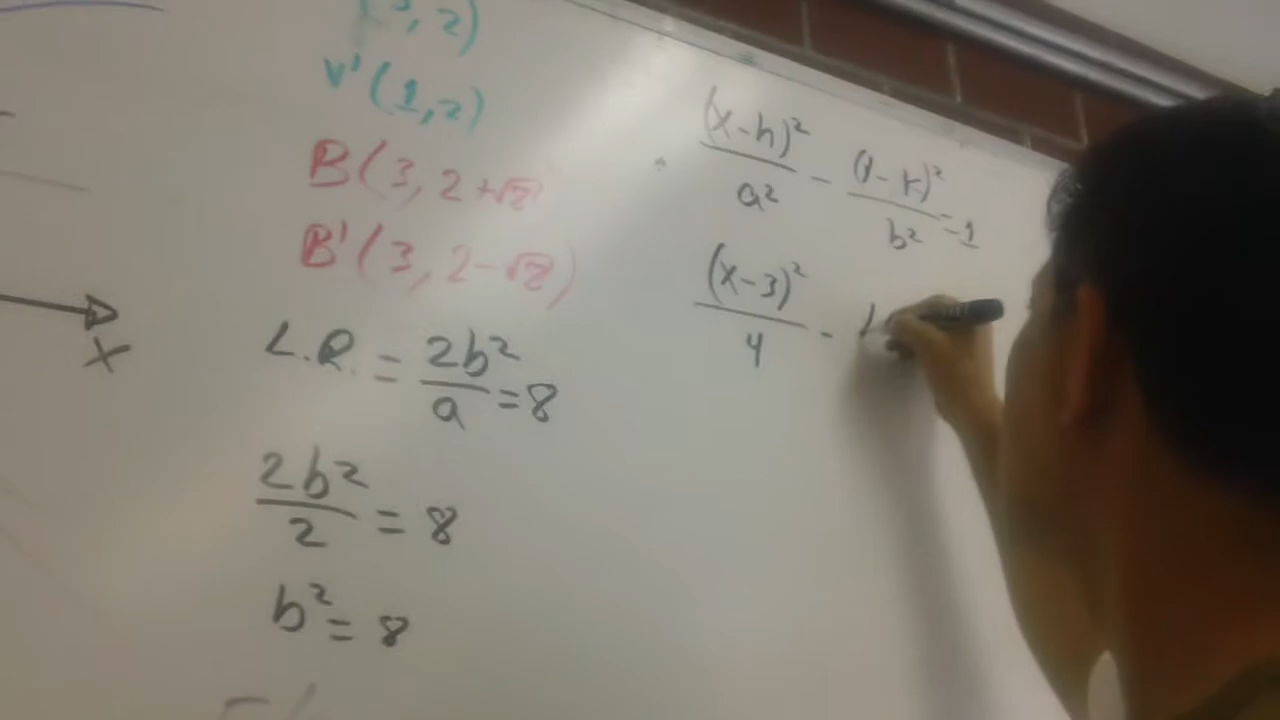 , 2)
V'(1,2)
B(3, 2+√8
B'(3, 2-√8)
L.R. = 2b²/a = 8
2b²/2 = 8
b² = 8
X
(x-h)²/a² - (y-k)²/b² = 1
(x-3)²/4 - (